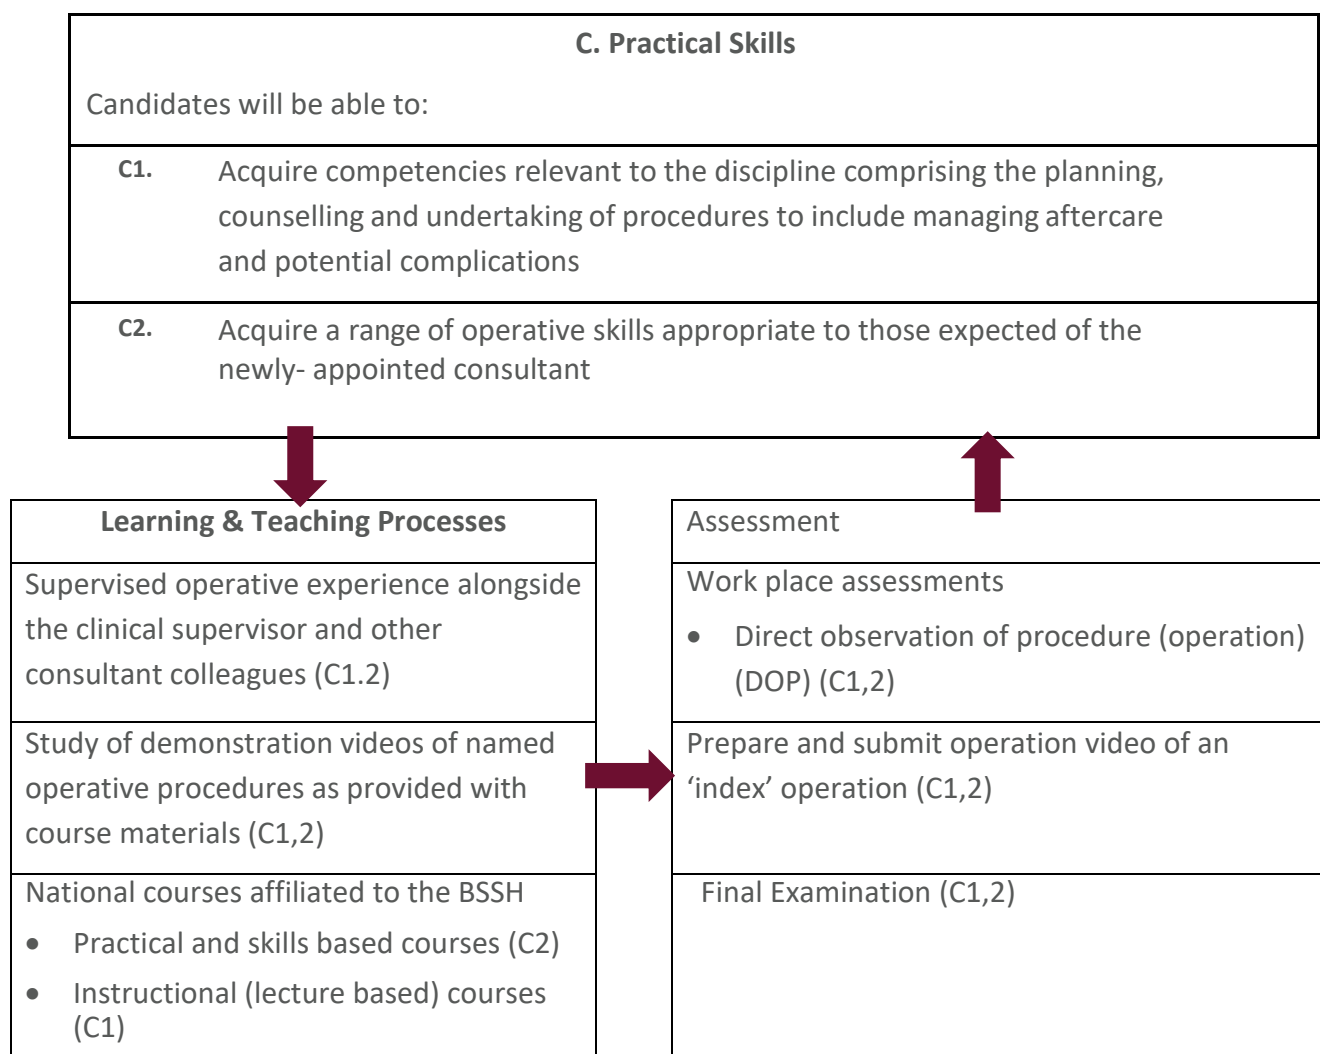 C. Practical Skills
Candidates will be able to:
C1. Acquire competencies relevant to the discipline comprising the planning,
counselling and undertaking of procedures to include managing aftercare
and potential complications
C2. Acquire a range of operative skills appropriate to those expected of the
newly- appointed consultant
Learning & Teaching Processes
Supervised operative experience alongside
the clinical supervisor and other
consultant colleagues (C1.2)
Study of demonstration videos of named
operative procedures as provided with
course materials (C1,2)
National courses affiliated to the BSSH
• Practical and skills based courses (C2)
• Instructional (lecture based) courses
(C1)
Assessment
Work place assessments
• Direct observation of procedure (operation)
(DOP) (C1,2)
Prepare and submit operation video of an
‘index’ operation (C1,2)
Final Examination (C1,2)